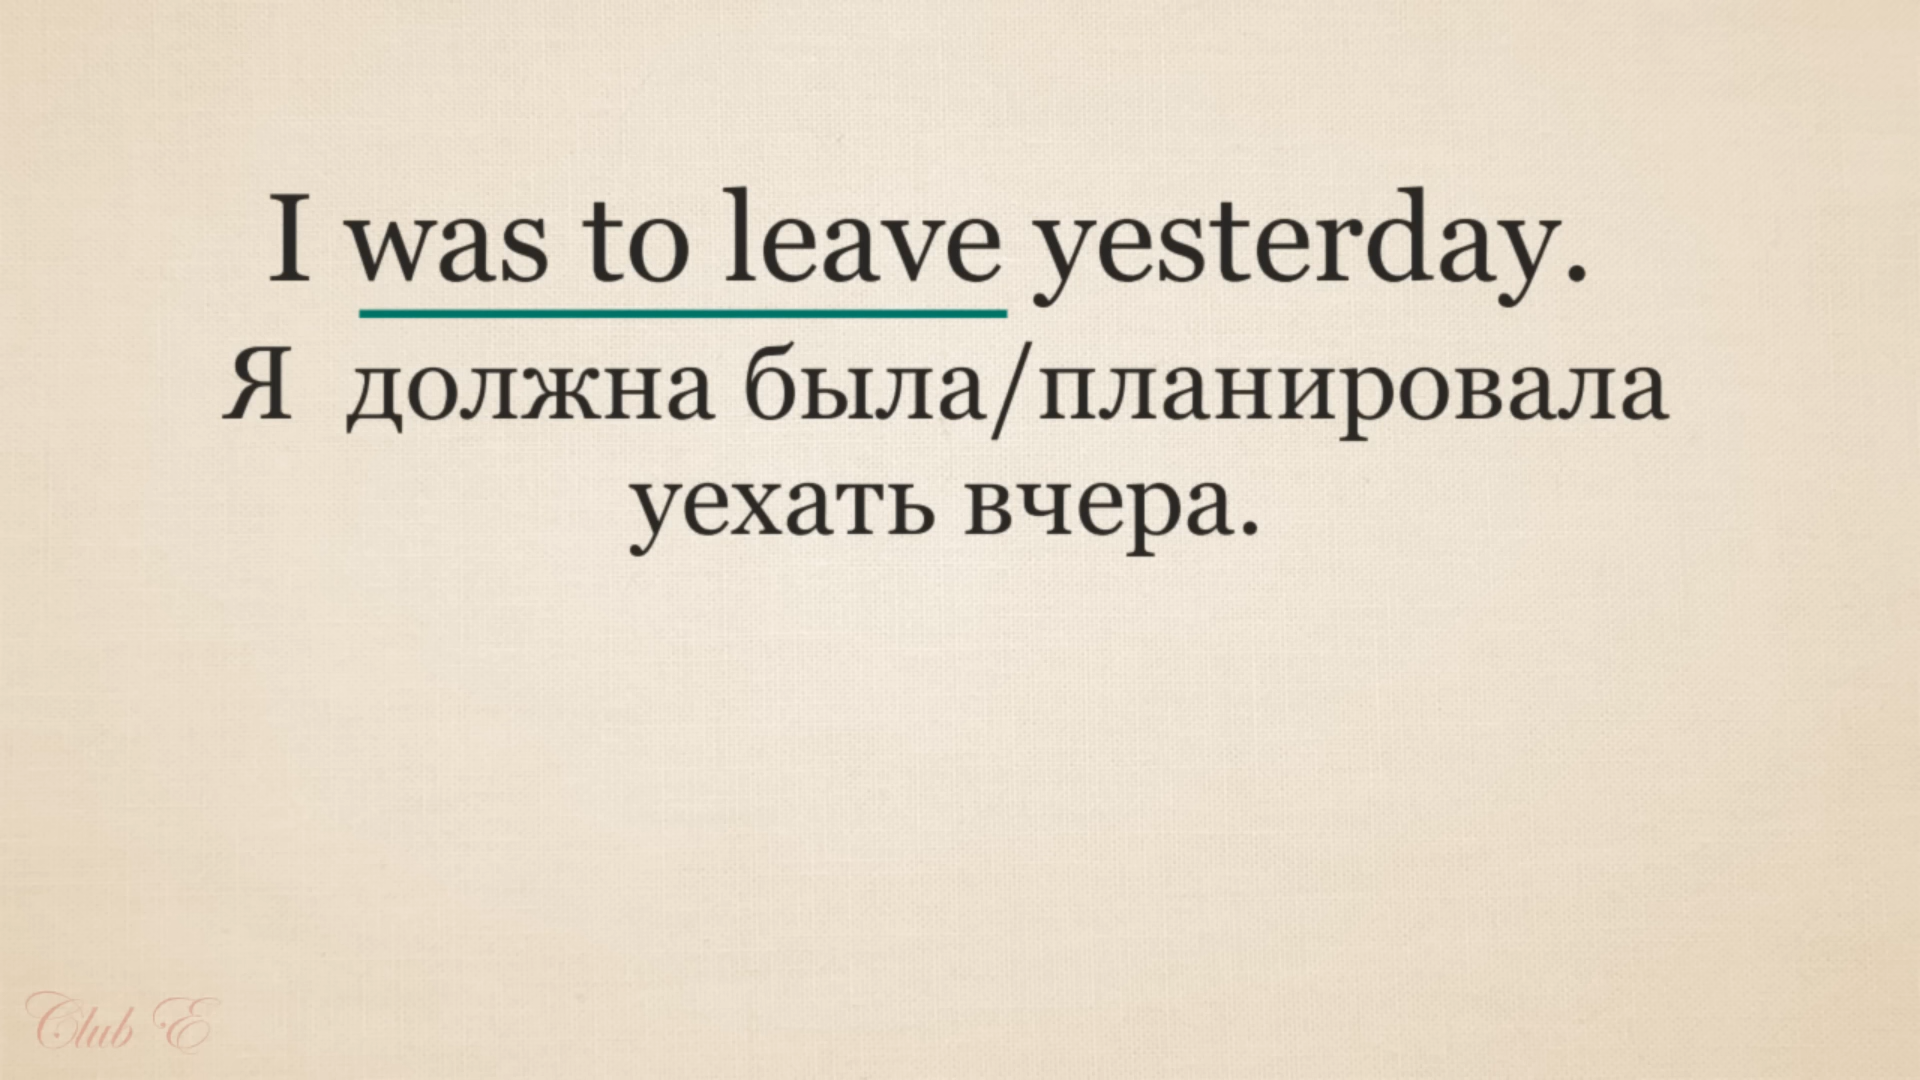 I was to leave yesterday.
Я должна была/планировала
уехать вчера.
Club E